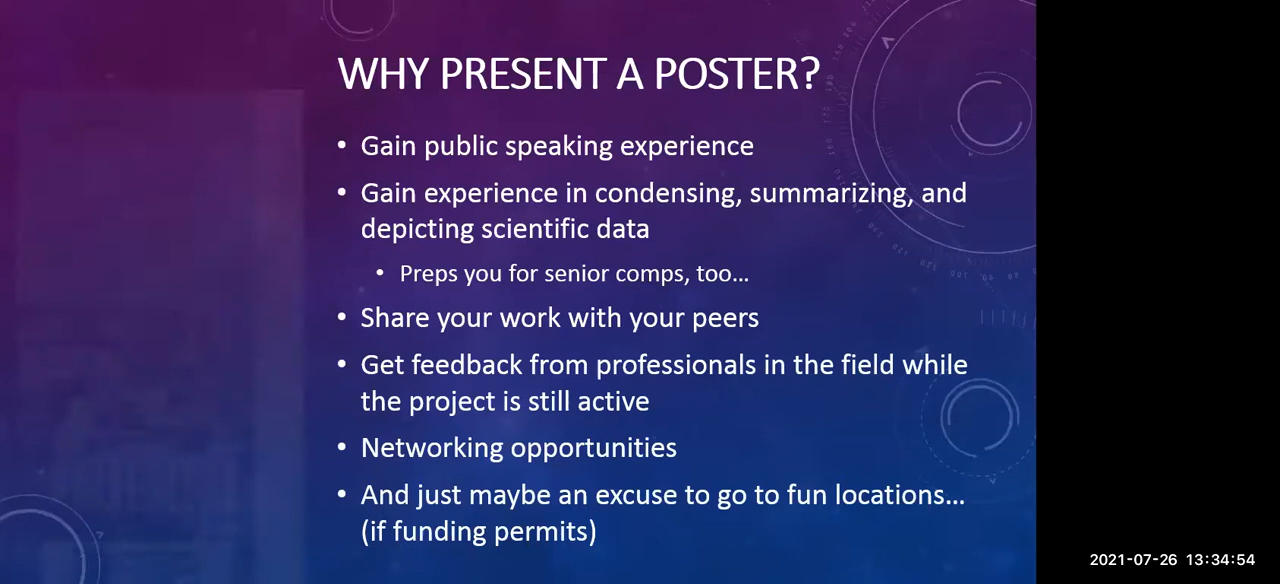 WHY PRESENT A POSTER?
• Gain public speaking experience
• Gain experience in condensing, summarizing, and
depicting scientific data
• Preps you for senior comps, too...
• Share your work with your peers
• Get feedback from professionals in the field while
the project is still active
• Networking opportunities
• And just maybe an excuse to go to fun locations...
(if funding permits)
2021-07-26 13:34:54